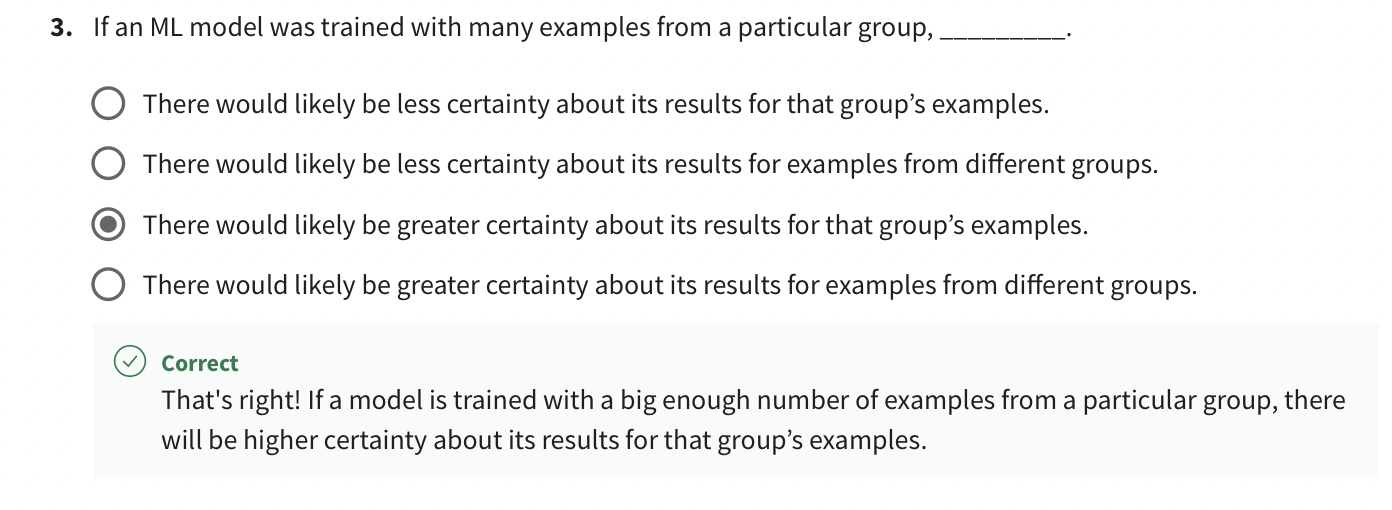 3. If an ML model was trained with many examples from a particular group, _________.
There would likely be less certainty about its results for that group’s examples.
There would likely be less certainty about its results for examples from different groups.
There would likely be greater certainty about its results for that group’s examples.
There would likely be greater certainty about its results for examples from different groups.
Correct
That's right! If a model is trained with a big enough number of examples from a particular group, there
will be higher certainty about its results for that group’s examples.